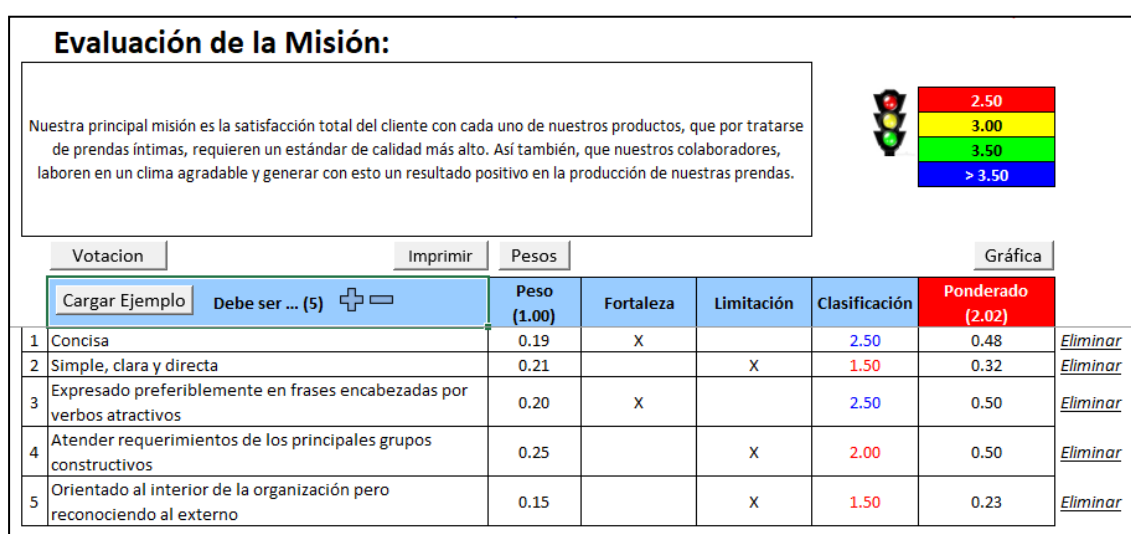 Evaluación de la Misión:
Nuestra principal misión es la satisfacción total del cliente con cada uno de nuestros productos, que por tratarse
de prendas íntimas, requieren un estándar de calidad más alto. Así también, que nuestros colaboradores,
laboren en un clima agradable y generar con esto un resultado positivo en la producción de nuestras prendas.
2.50
3.00
3.50
> 3.50
Votacion Imprimir Pesos Gráfica
Cargar Ejemplo Debe ser ... (5) Peso (1.00) Fortaleza Limitación Clasificación Ponderado (2.02)
1 Concisa 0.19 X 2.50 0.48 Eliminar
2 Simple, clara y directa 0.21 X 1.50 0.32 Eliminar
3 Expresado preferiblemente en frases encabezadas por
verbos atractivos 0.20 X 2.50 0.50 Eliminar
4 Atender requerimientos de los principales grupos
constructivos 0.25 X 2.00 0.50 Eliminar
5 Orientado al interior de la organización pero
reconociendo al externo 0.15 X 1.50 0.23 Eliminar